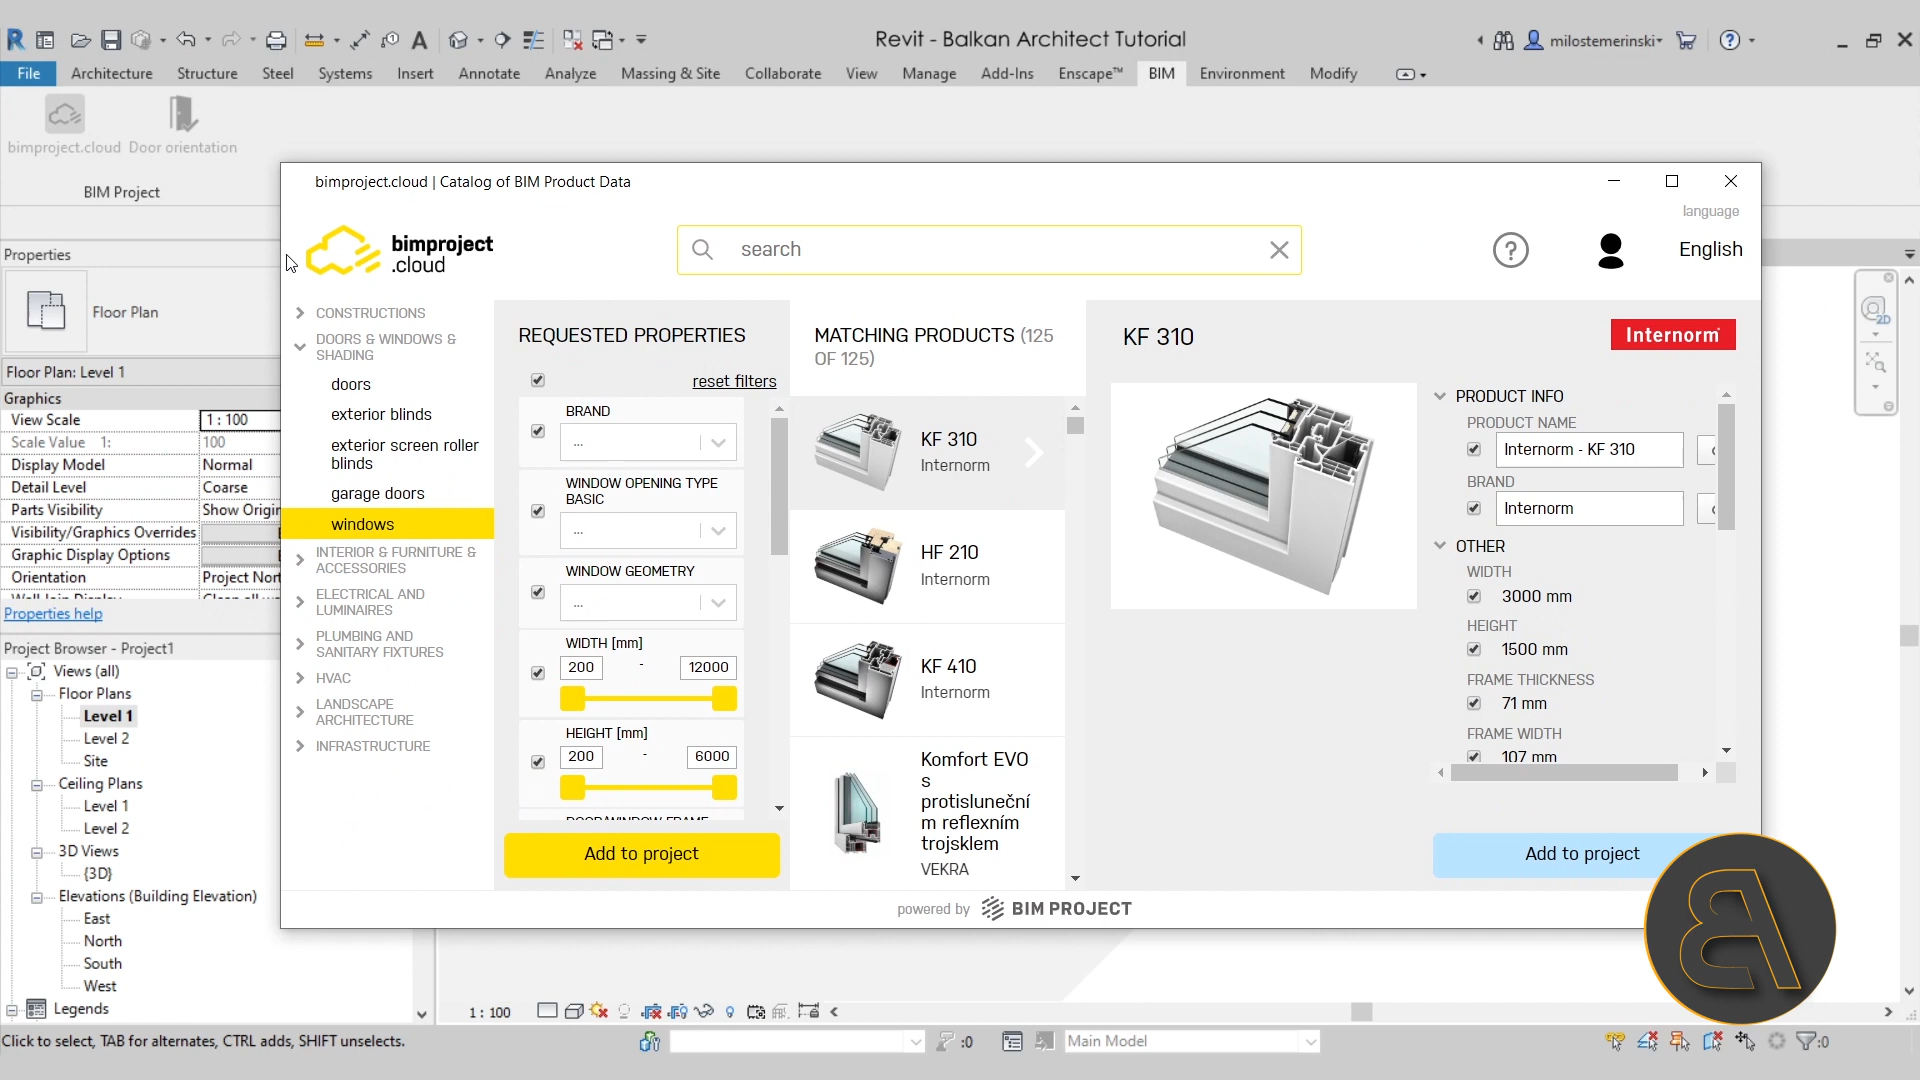 Revit - Balkan Architect Tutorial
milostemerinski
File
Architecture
Structure
Steel
Systems
Insert
Annotate
Analyze
Massing & Site
Collaborate
View
Manage
Add-Ins
Enscape™
BIM
Environment
Modify
bimproject.cloud
Door orientation
BIM Project
Properties
Floor Plan
Floor Plan: Level 1
Graphics
View Scale
1 : 100
Scale Value 1:
100
Display Model
Normal
Detail Level
Coarse
Parts Visibility
Show Origin
Visibility/Graphics Overrides
Graphic Display Options
Orientation
Project Nort
Properties help
Project Browser - Project1
Views (all)
Floor Plans
Level 1
Level 2
Site
Ceiling Plans
Level 1
Level 2
3D Views
{3D}
Elevations (Building Elevation)
East
North
South
West
Legends
bimproject.cloud | Catalog of BIM Product Data
language
English
bimproject
.cloud
search
CONSTRUCTIONS
DOORS & WINDOWS &
SHADING
doors
exterior blinds
exterior screen roller
blinds
garage doors
windows
INTERIOR & FURNITURE &
ACCESSORIES
ELECTRICAL AND
LUMINAIRES
PLUMBING AND
SANITARY FIXTURES
HVAC
LANDSCAPE
ARCHITECTURE
INFRASTRUCTURE
REQUESTED PROPERTIES
reset filters
BRAND
...
WINDOW OPENING TYPE
BASIC
...
WINDOW GEOMETRY
...
WIDTH [mm]
200 - 12000
HEIGHT [mm]
200 - 6000
Add to project
MATCHING PRODUCTS (125
OF 125)
KF 310
Internorm
HF 210
Internorm
KF 410
Internorm
Komfort EVO
s
protisluneční
m reflexním
trojsklem
VEKRA
KF 310
Internorm
PRODUCT INFO
PRODUCT NAME
Internorm - KF 310
BRAND
Internorm
OTHER
WIDTH
3000 mm
HEIGHT
1500 mm
FRAME THICKNESS
71 mm
FRAME WIDTH
107 mm
Add to project
powered by BIM PROJECT
2D
1 : 100
Click to select, TAB for alternates, CTRL adds, SHIFT unselects.
:0
Main Model
:0